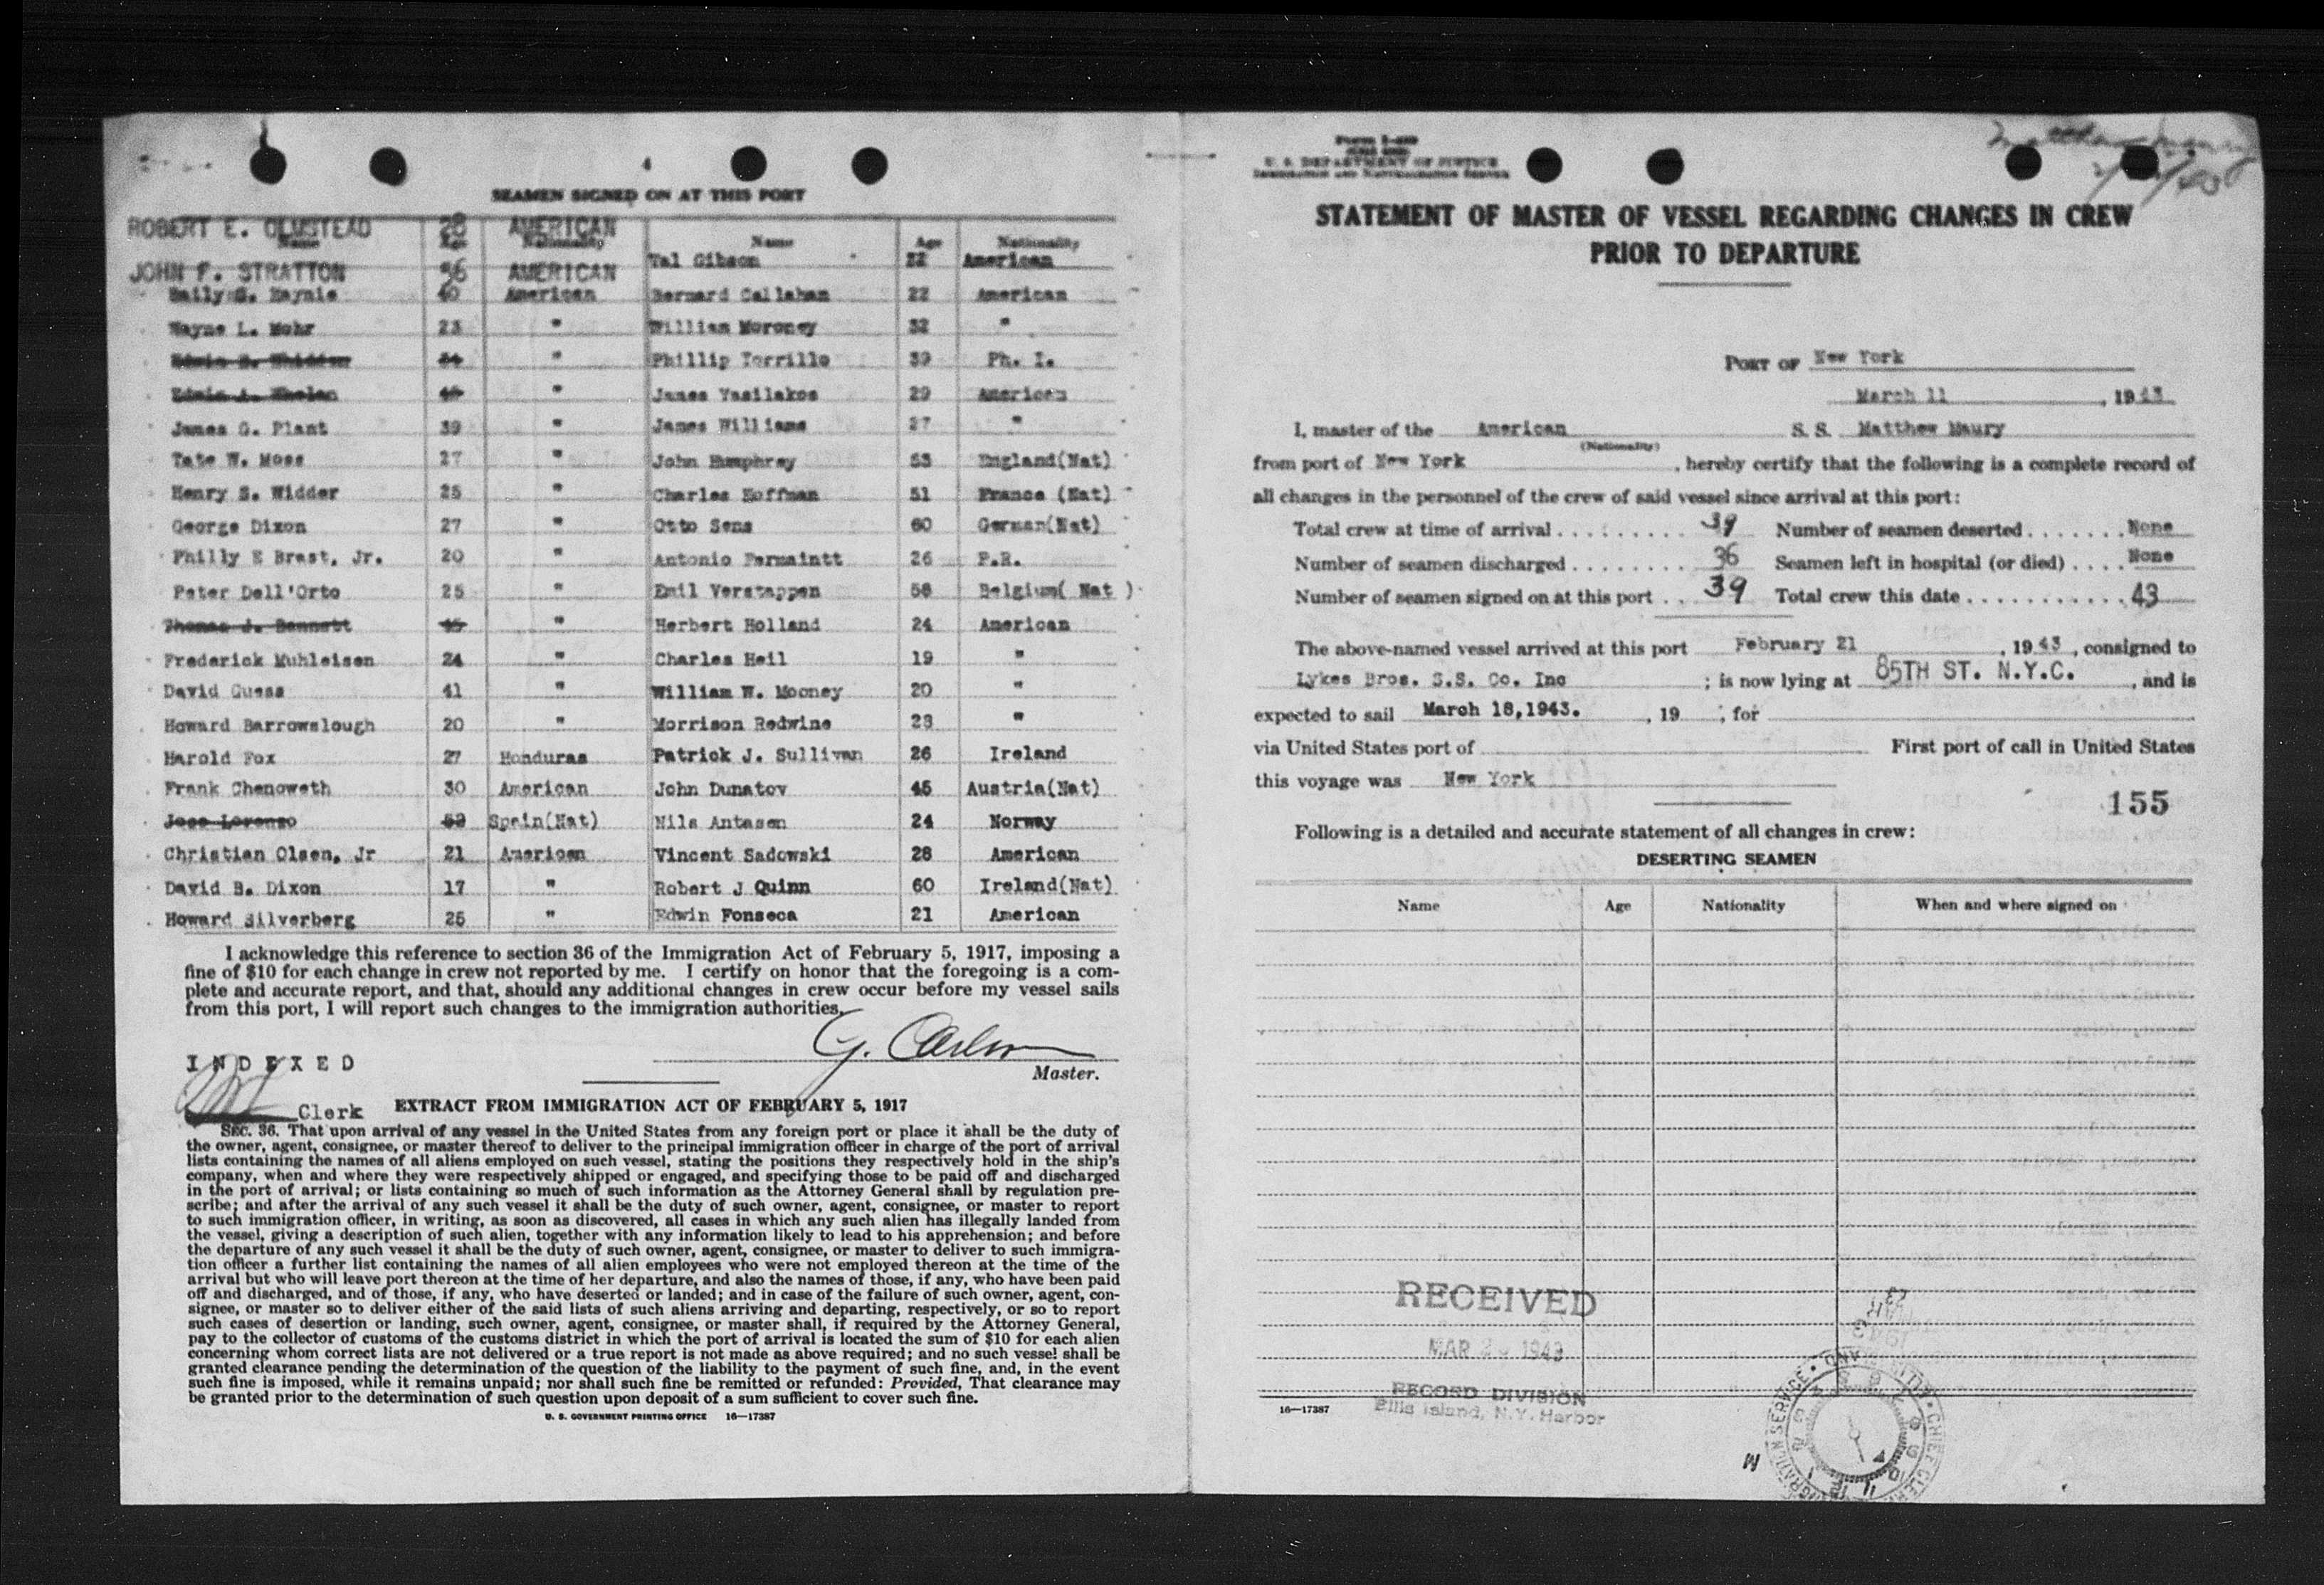 4
SEAMEN SIGNED ON AT THIS PORT
ROBERT E. OLMSTEAD 28 AMERICAN
Name Age Nationality Name Age Nationality
JOHN F. STRATTON 56 AMERICAN Val Gibson 22 American
S. Haynie 40 American Bernard Callahan 22 American
Wayne L. Mohr 23 " William Moroney 32 "
Edwin Whidden 34 " Phillip Torrillo 39 Ph. I.
Edwin A. Whelan " James Vasilakos 29 American
James G. Plant 39 " James Williams 27 "
Tate W. Moss 27 " John Humphrey 53 England(Nat)
Henry S. Widder 25 " Charles Hoffman 51 France (Nat)
George Dixon 27 " Otto Sens 60 German(Nat)
Philly E Brast, Jr. 20 " Antonio Permaintt 26 P.R.
Peter Dell'Orto 25 " Emil Verstappen 58 Belgium( Nat )
Thomas J. Bennett 45 " Herbert Holland 24 American
Frederick Muhleisen 24 " Charles Heil 19 "
David Guess 41 " William W. Mooney 20 "
Howard Barrowslough 20 " Morrison Redwine 23 "
Harold Fox 27 Honduras Patrick J. Sullivan 26 Ireland
Frank Chenoweth 30 American John Dunatov 45 Austria(Nat)
Jose Lorenzo 52 Spain(Nat) Nils Antasen 24 Norway
Christian Olsen, Jr 21 American Vincent Sadowski 28 American
David B. Dixon 17 " Robert J Quinn 60 Ireland(Nat)
Howard Silverberg 25 " Edwin Fonseca 21 American
I acknowledge this reference to section 36 of the Immigration Act of February 5, 1917, imposing a
fine of $10 for each change in crew not reported by me. I certify on honor that the foregoing is a com-
plete and accurate report, and that, should any additional changes in crew occur before my vessel sails
from this port, I will report such changes to the immigration authorities.
G. Carlson
Master.
INDEXED
Clerk
EXTRACT FROM IMMIGRATION ACT OF FEBRUARY 5, 1917
SEC. 36. That upon arrival of any vessel in the United States from any foreign port or place it shall be the duty of
the owner, agent, consignee, or master thereof to deliver to the principal immigration officer in charge of the port of arrival
lists containing the names of all aliens employed on such vessel, stating the positions they respectively hold in the ship's
company, when and where they were respectively shipped or engaged, and specifying those to be paid off and discharged
in the port of arrival; or lists containing so much of such information as the Attorney General shall by regulation pre-
scribe; and after the arrival of any such vessel it shall be the duty of such owner, agent, consignee, or master to report
to such immigration officer, in writing, as soon as discovered, all cases in which any such alien has illegally landed from
the vessel, giving a description of such alien, together with any information likely to lead to his apprehension; and before
the departure of any such vessel it shall be the duty of such owner, agent, consignee, or master to deliver to such immigra-
tion officer a further list containing the names of all alien employees who were not employed thereon at the time of the
arrival but who will leave port thereon at the time of her departure, and also the names of those, if any, who have been paid
off and discharged, and of those, if any, who have deserted or landed; and in case of the failure of such owner, agent, con-
signee, or master so to deliver either of the said lists of such aliens arriving and departing, respectively, or so to report
such cases of desertion or landing, such owner, agent, consignee, or master shall, if required by the Attorney General,
pay to the collector of customs of the customs district in which the port of arrival is located the sum of $10 for each alien
concerning whom correct lists are not delivered or a true report is not made as above required; and no such vessel shall be
granted clearance pending the determination of the question of the liability to the payment of such fine, and, in the event
such fine is imposed, while it remains unpaid; nor shall such fine be remitted or refunded: Provided, That clearance may
be granted prior to the determination of such question upon deposit of a sum sufficient to cover such fine.
U. S. GOVERNMENT PRINTING OFFICE 16—17387
Matthew Maury
U. S. DEPARTMENT OF JUSTICE
IMMIGRATION AND NATURALIZATION SERVICE
STATEMENT OF MASTER OF VESSEL REGARDING CHANGES IN CREW
PRIOR TO DEPARTURE
PORT OF New York
March 11, 1943
I, master of the American S. S. Matthew Maury
(Nationality)
from port of New York, hereby certify that the following is a complete record of
all changes in the personnel of the crew of said vessel since arrival at this port:
Total crew at time of arrival 39 Number of seamen deserted None
Number of seamen discharged 36 Seamen left in hospital (or died) None
Number of seamen signed on at this port 39 Total crew this date 43
The above-named vessel arrived at this port February 21, 1943, consigned to
Lykes Bros. S.S. Co. Inc ; is now lying at 85TH ST. N.Y.C., and is
expected to sail March 18,1943., 19 ; for
via United States port of First port of call in United States
this voyage was New York
155
Following is a detailed and accurate statement of all changes in crew:
DESERTING SEAMEN
Name Age Nationality When and where signed on
RECEIVED
MAR 1943
RECORD DIVISION
Ellis Island, N.Y. Harbor
16—17387